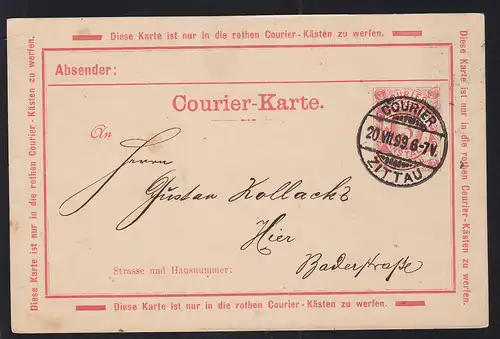 Diese Karte ist nur in die rothen Courier-Kästen zu werfen.
Absender:
Courier-Karte.
COURIER
20 VII.99 6-7N.
ZITTAU
An
Herrn
Gustav Kollacks
Hier
Strasse und Hausnummer:
Baderstraße
Diese Karte ist nur in die rothen Courier-Kästen zu werfen.
Diese Karte ist nur in die rothen Courier-Kästen zu werfen.
Diese Karte ist nur in die rothen Courier-Kästen zu werfen.